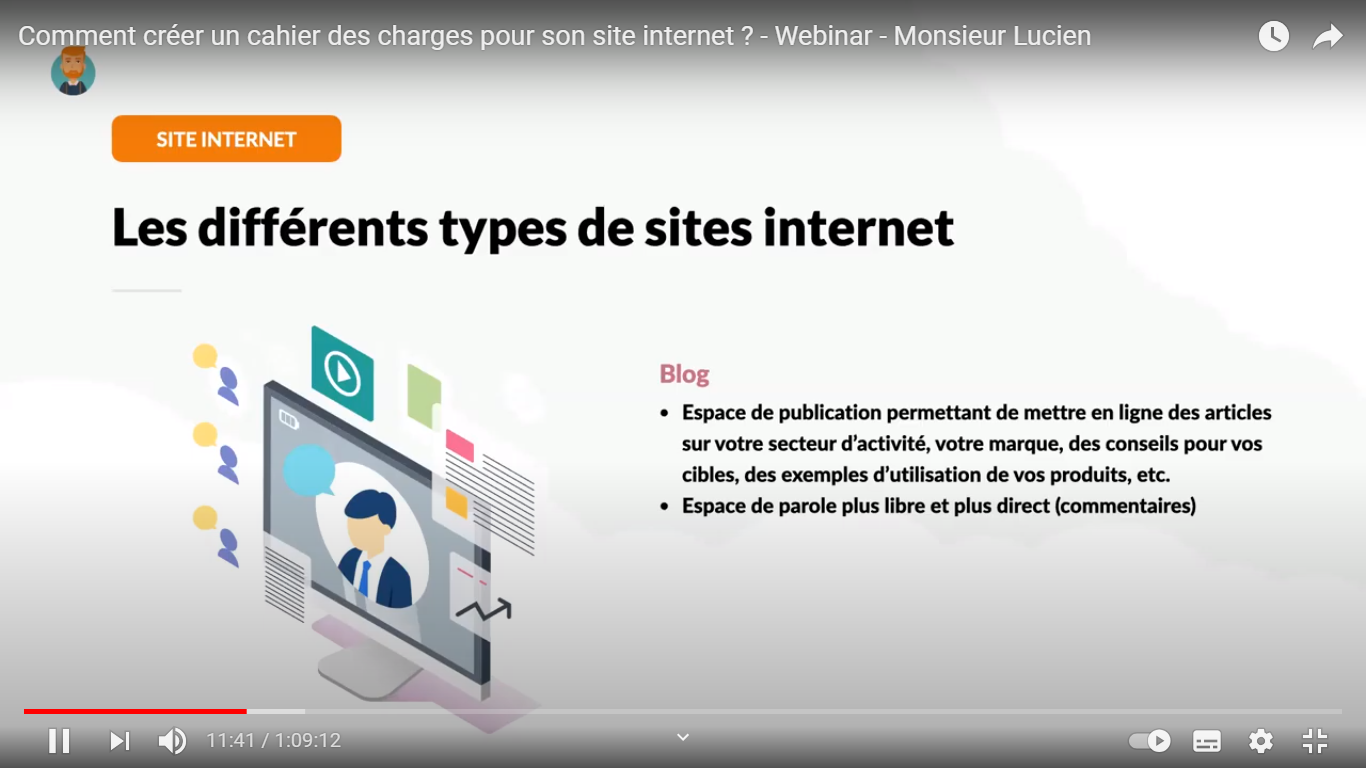 Comment créer un cahier des charges pour son site internet ? - Webinar - Monsieur Lucien
SITE INTERNET
Les différents types de sites internet
Blog
• Espace de publication permettant de mettre en ligne des articles
sur votre secteur d’activité, votre marque, des conseils pour vos
cibles, des exemples d’utilisation de vos produits, etc.
• Espace de parole plus libre et plus direct (commentaires)
11:41 / 1:09:12